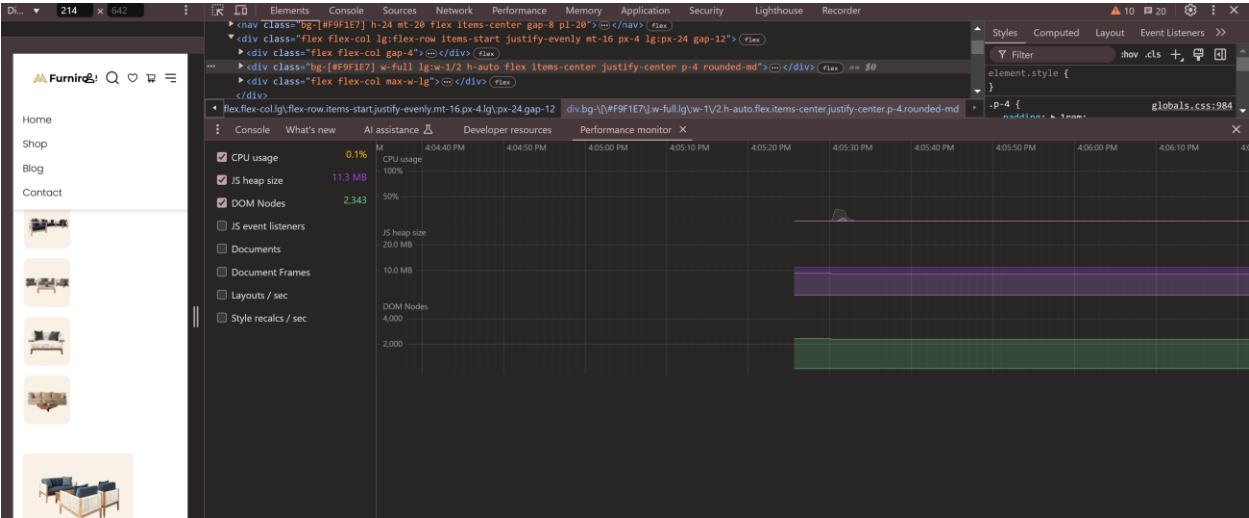 Di... ▼ 214 × 642
Elements Console Sources Network Performance Memory Application Security Lighthouse Recorder
10 20
<nav class="bg-[#F9F1E7] h-24 mt-20 flex items-center gap-8 pl-20">⋯</nav> flex
<div class="flex flex-col lg:flex-row items-start justify-evenly mt-16 px-4 lg:px-24 gap-12"> flex
<div class="flex flex-col gap-4">⋯</div> flex
<div class="bg-[#F9F1E7] w-full lg:w-1/2 h-auto flex items-center justify-center p-4 rounded-md">⋯</div> flex == $0
<div class="flex flex-col max-w-lg">⋯</div> flex
</div>
flex.flex-col.lg\:flex-row.items-start.justify-evenly.mt-16.px-4.lg\:px-24.gap-12 div.bg-\[\#F9F1E7\].w-full.lg\:w-1\/2.h-auto.flex.items-center.justify-center.p-4.rounded-md
Styles Computed Layout Event Listeners
Filter :hov .cls
element.style {
}
.p-4 { globals.css:984
padding: 1rem;
Console What's new AI assistance Developer resources Performance monitor ×
Furniro
Home
Shop
Blog
Contact
CPU usage 0.1%
JS heap size 11.3 MB
DOM Nodes 2,343
JS event listeners
Documents
Document Frames
Layouts / sec
Style recalcs / sec
M 4:04:40 PM 4:04:50 PM 4:05:00 PM 4:05:10 PM 4:05:20 PM 4:05:30 PM 4:05:40 PM 4:05:50 PM 4:06:00 PM 4:06:10 PM 4:
CPU usage
100%
50%
JS heap size
20.0 MB
10.0 MB
DOM Nodes
4,000
2,000